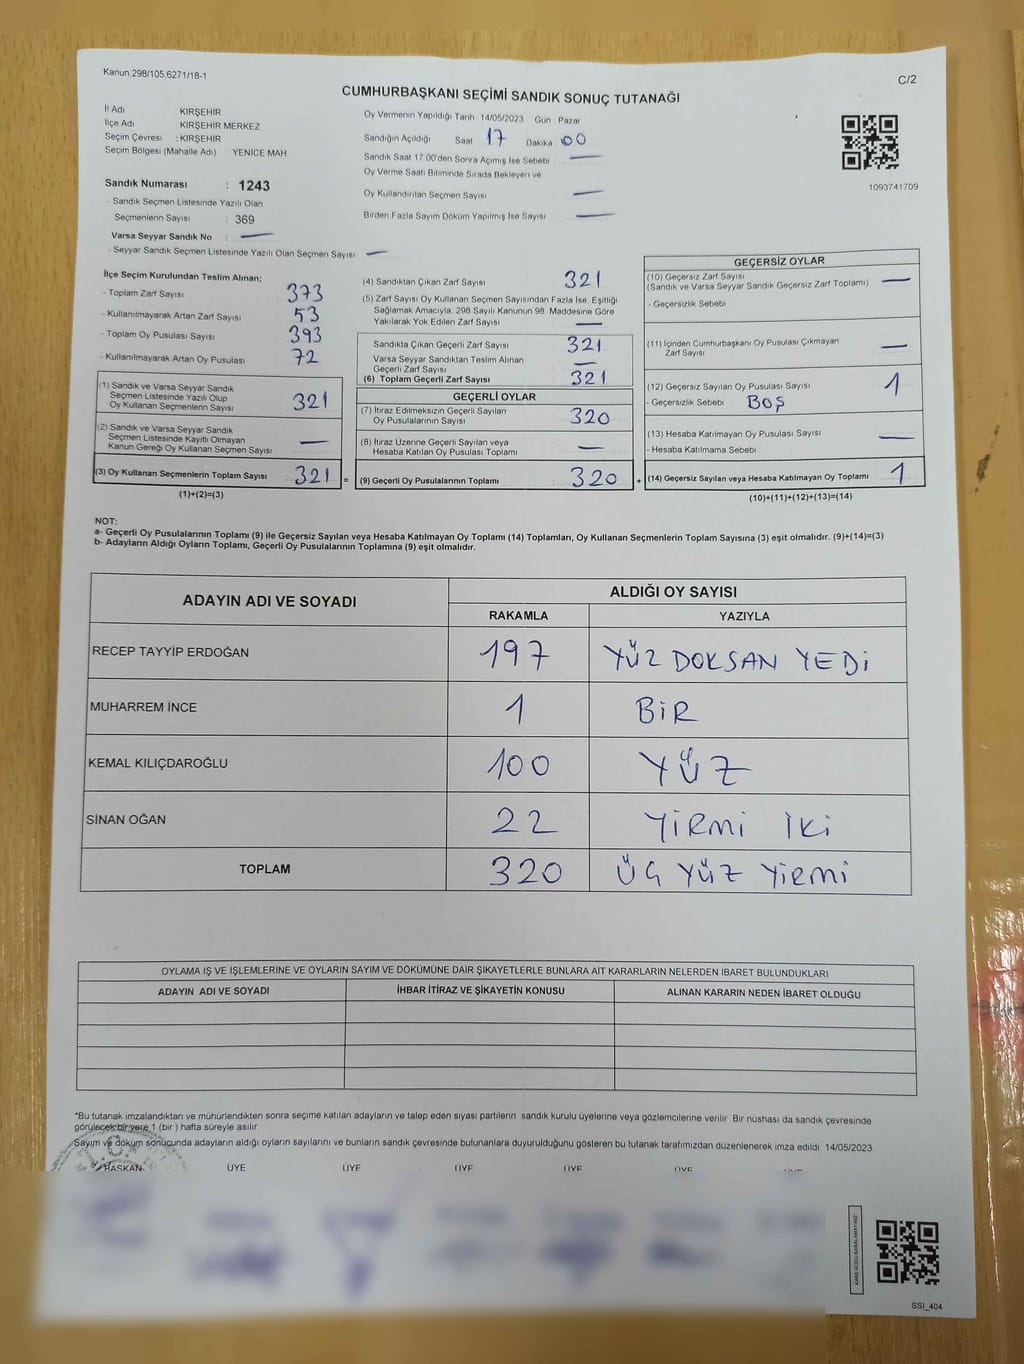 Kanun:298/105,6271/18-1
C/2
CUMHURBAŞKANI SEÇİMİ SANDIK SONUÇ TUTANAĞI
İl Adı : KIRŞEHİR
İlçe Adı : KIRŞEHİR MERKEZ
Seçim Çevresi : KIRŞEHİR
Seçim Bölgesi (Mahalle Adı) YENİCE MAH
Sandık Numarası : 1243
- Sandık Seçmen Listesinde Yazılı Olan
Seçmenlerin Sayısı : 369
Varsa Seyyar Sandık No : —
- Seyyar Sandık Seçmen Listesinde Yazılı Olan Seçmen Sayısı : —
Oy Vermenin Yapıldığı Tarih: 14/05/2023 Gün: Pazar
Sandığın Açıldığı Saat 17 Dakika 00
Sandık Saat 17:00'den Sonra Açımış İse Sebebi —
Oy Verme Saati Bitiminde Sırada Bekleyen ve
Oy Kullandırılan Seçmen Sayısı —
Birden Fazla Sayım Döküm Yapılmış İse Sayısı —
1093741709
İlçe Seçim Kurulundan Teslim Alınan;
- Toplam Zarf Sayısı 373
- Kullanılmayarak Artan Zarf Sayısı 53
- Toplam Oy Pusulası Sayısı 393
- Kullanılmayarak Artan Oy Pusulası 72
(1) Sandık ve Varsa Seyyar Sandık
Seçmen Listesinde Yazılı Olup
Oy Kullanan Seçmenlerin Sayısı 321
(2) Sandık ve Varsa Seyyar Sandık
Seçmen Listesinde Kayıtlı Olmayan
Kanun Gereği Oy Kullanan Seçmen Sayısı —
(3) Oy Kullanan Seçmenlerin Toplam Sayısı 321 =
(1)+(2)=(3)
(4) Sandıktan Çıkan Zarf Sayısı 321
(5) Zarf Sayısı Oy Kullanan Seçmen Sayısından Fazla İse, Eşitliği
Sağlamak Amacıyla, 298 Sayılı Kanunun 98. Maddesine Göre
Yakılarak Yok Edilen Zarf Sayısı —
Sandıkta Çıkan Geçerli Zarf Sayısı 321
Varsa Seyyar Sandıktan Teslim Alınan
Geçerli Zarf Sayısı —
(6) Toplam Geçerli Zarf Sayısı 321
GEÇERLİ OYLAR
(7) İtiraz Edilmeksizin Geçerli Sayılan
Oy Pusulalarının Sayısı 320
(8) İtiraz Üzerine Geçerli Sayılan veya
Hesaba Katılan Oy Pusulası Toplamı —
(9) Geçerli Oy Pusulalarının Toplamı 320 +
GEÇERSİZ OYLAR
(10) Geçersiz Zarf Sayısı
(Sandık ve Varsa Seyyar Sandık Geçersiz Zarf Toplamı) —
- Geçersizlik Sebebi
(11) İçinden Cumhurbaşkanı Oy Pusulası Çıkmayan
Zarf Sayısı —
(12) Geçersiz Sayılan Oy Pusulası Sayısı 1
- Geçersizlik Sebebi BOŞ
(13) Hesaba Katılmayan Oy Pusulası Sayısı —
- Hesaba Katılmama Sebebi
(14) Geçersiz Sayılan veya Hesaba Katılmayan Oy Toplamı 1
(10)+(11)+(12)+(13)=(14)
NOT:
a- Geçerli Oy Pusulalarının Toplamı (9) ile Geçersiz Sayılan veya Hesaba Katılmayan Oy Toplamı (14) Toplamları, Oy Kullanan Seçmenlerin Toplam Sayısına (3) eşit olmalıdır. (9)+(14)=(3)
b- Adayların Aldığı Oyların Toplamı, Geçerli Oy Pusulalarının Toplamına (9) eşit olmalıdır.
ADAYIN ADI VE SOYADI ALDIĞI OY SAYISI
RAKAMLA YAZIYLA
RECEP TAYYİP ERDOĞAN 197 YÜZ DOKSAN YEDİ
MUHARREM İNCE 1 BİR
KEMAL KILIÇDAROĞLU 100 YÜZ
SİNAN OĞAN 22 YİRMİ İKİ
TOPLAM 320 ÜÇ YÜZ YİRMİ
OYLAMA İŞ VE İŞLEMLERİNE VE OYLARIN SAYIM VE DÖKÜMÜNE DAİR ŞİKAYETLERLE BUNLARA AİT KARARLARIN NELERDEN İBARET BULUNDUKLARI
ADAYIN ADI VE SOYADI İHBAR İTİRAZ VE ŞİKAYETİN KONUSU ALINAN KARARIN NEDEN İBARET OLDUĞU
*Bu tutanak imzalandıktan ve mühürlendikten sonra seçime katılan adayların ve talep eden siyasi partilerin sandık kurulu üyelerine veya gözlemcilerine verilir. Bir nüshası da sandık çevresinde
görülecek bir yere 1 (bir ) hafta süreyle asılır.
Sayım ve döküm sonucunda adayların aldığı oyların sayılarını ve bunların sandık çevresinde bulunanlara duyurulduğunu gösteren bu tutanak tarafımızdan düzenlenerek imza edildi. 14/05/2023
BAŞKAN ÜYE ÜYE ÜYE ÜYE ÜYE
SSI_404